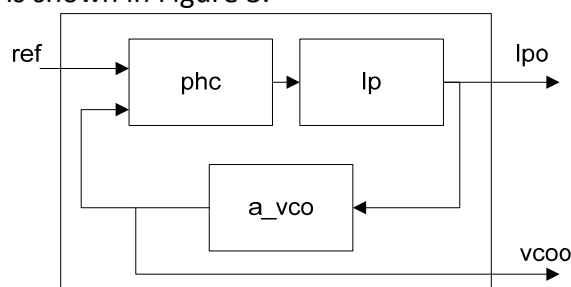 is shown in Figure 3.
ref
phc
lp
lpo
a_vco
vcoo